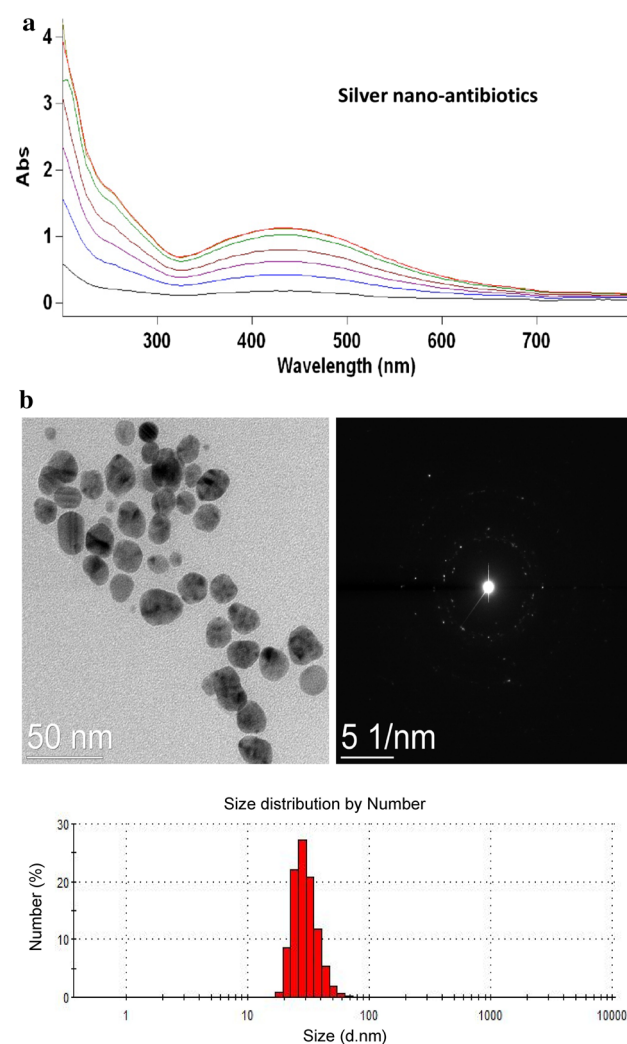 a
4
3
2
1
0
Abs
Silver nano-antibiotics
300 400 500 600 700
Wavelength (nm)
b
50 nm
5 1/nm
Size distribution by Number
30
20
10
0
Number (%)
1 10 100 1000 10000
Size (d.nm)